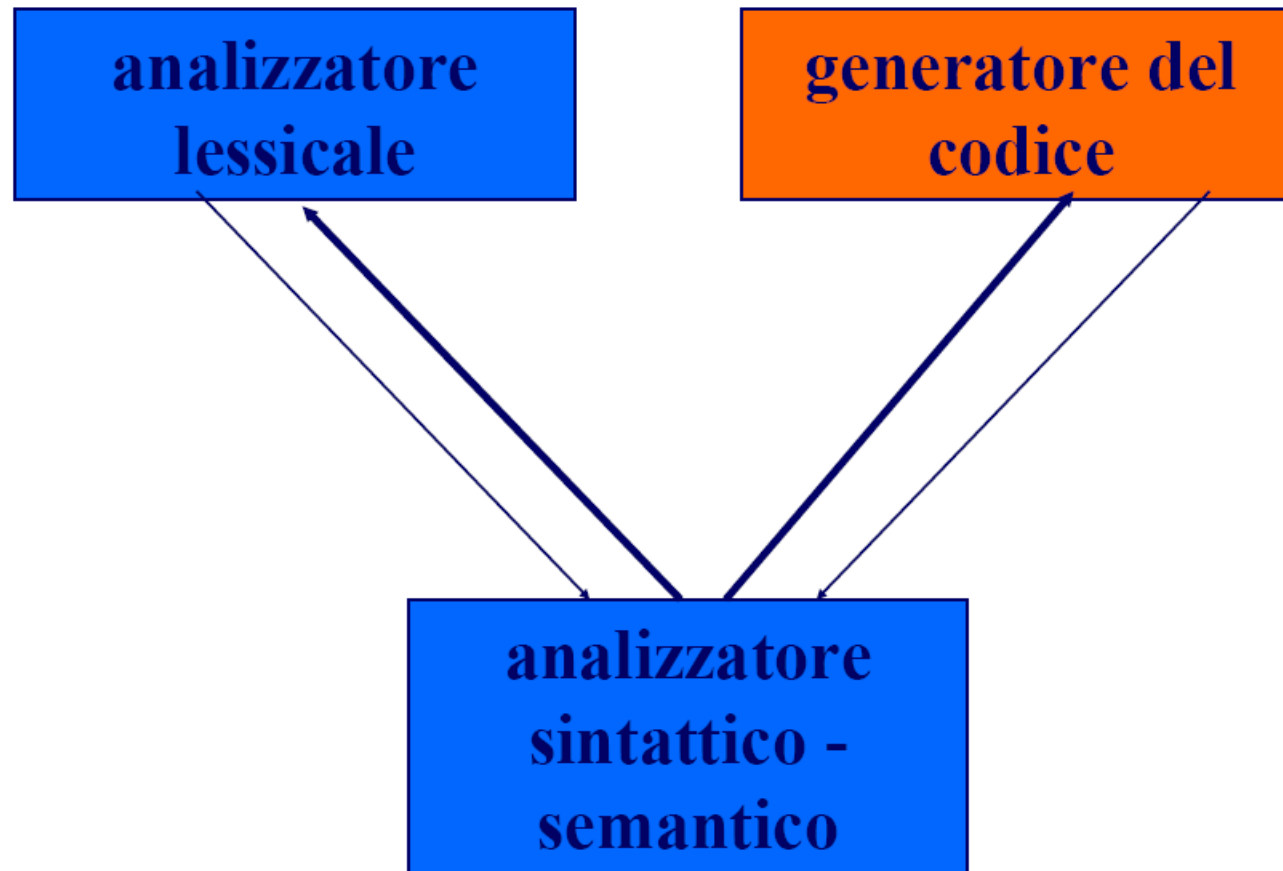 analizzatore
lessicale
generatore del
codice
analizzatore
sintattico -
semantico